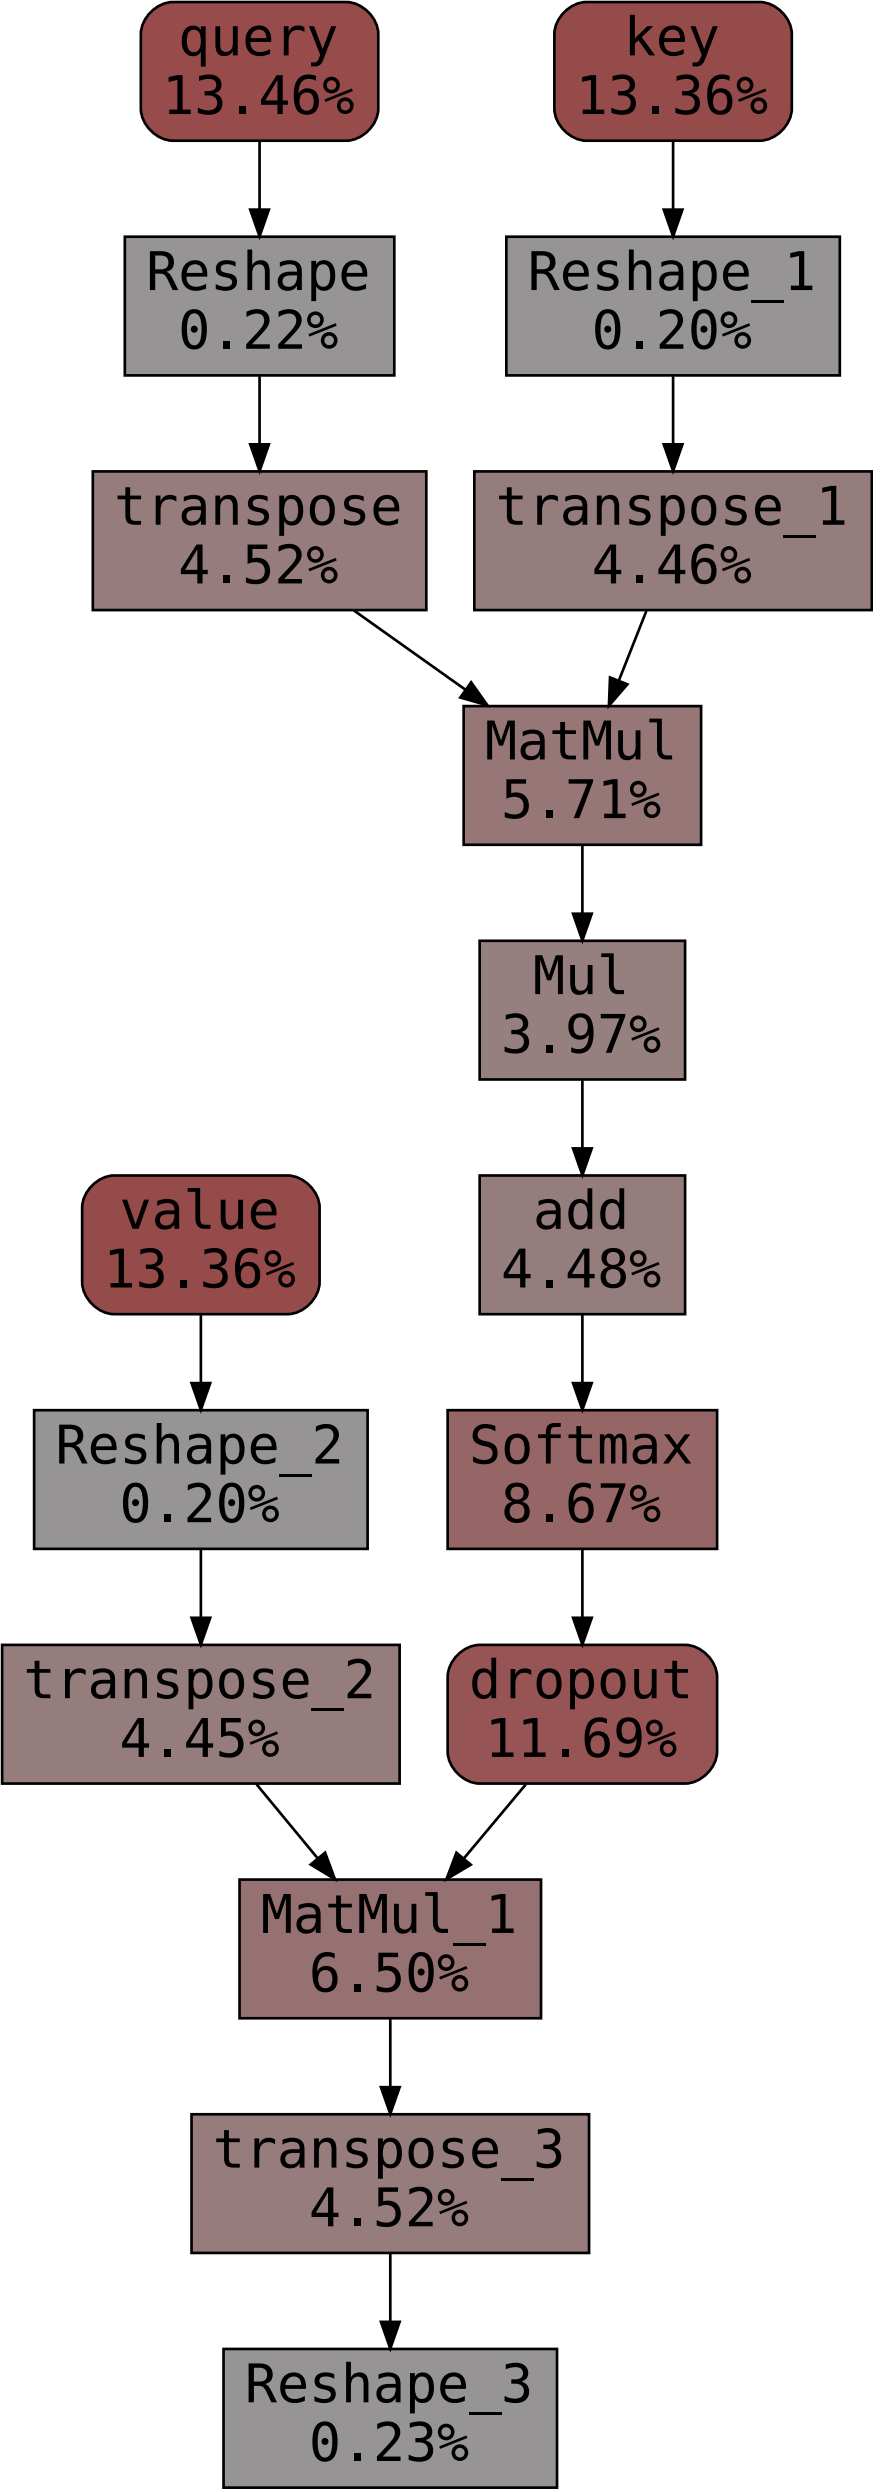 query
13.46%
key
13.36%
Reshape
0.22%
Reshape_1
0.20%
transpose
4.52%
transpose_1
4.46%
MatMul
5.71%
Mul
3.97%
value
13.36%
add
4.48%
Reshape_2
0.20%
Softmax
8.67%
transpose_2
4.45%
dropout
11.69%
MatMul_1
6.50%
transpose_3
4.52%
Reshape_3
0.23%